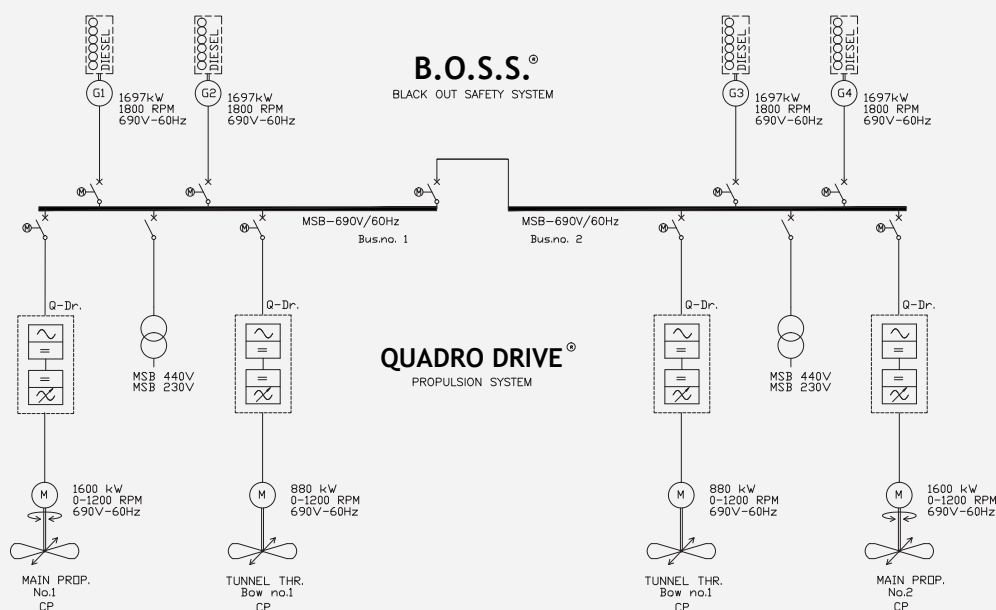 DIESEL
DIESEL
DIESEL
DIESEL
B.O.S.S.®
BLACK OUT SAFETY SYSTEM
G1
1697kW
1800 RPM
690V-60Hz
G2
1697kW
1800 RPM
690V-60Hz
G3
1697kW
1800 RPM
690V-60Hz
G4
1697kW
1800 RPM
690V-60Hz
M
M
M
M
M
MSB-690V/60Hz
Bus.no. 1
MSB-690V/60Hz
Bus.no. 2
M
M
M
M
Q-Dr.
Q-Dr.
Q-Dr.
Q-Dr.
MSB 440V
MSB 230V
QUADRO DRIVE®
PROPULSION SYSTEM
MSB 440V
MSB 230V
M
1600 kW
0-1200 RPM
690V-60Hz
M
880 kW
0-1200 RPM
690V-60Hz
M
880 kW
0-1200 RPM
690V-60Hz
M
1600 kW
0-1200 RPM
690V-60Hz
MAIN PROP.
No.1
CP
TUNNEL THR.
Bow no.1
CP
TUNNEL THR.
Bow no.1
CP
MAIN PROP.
No.2
CP